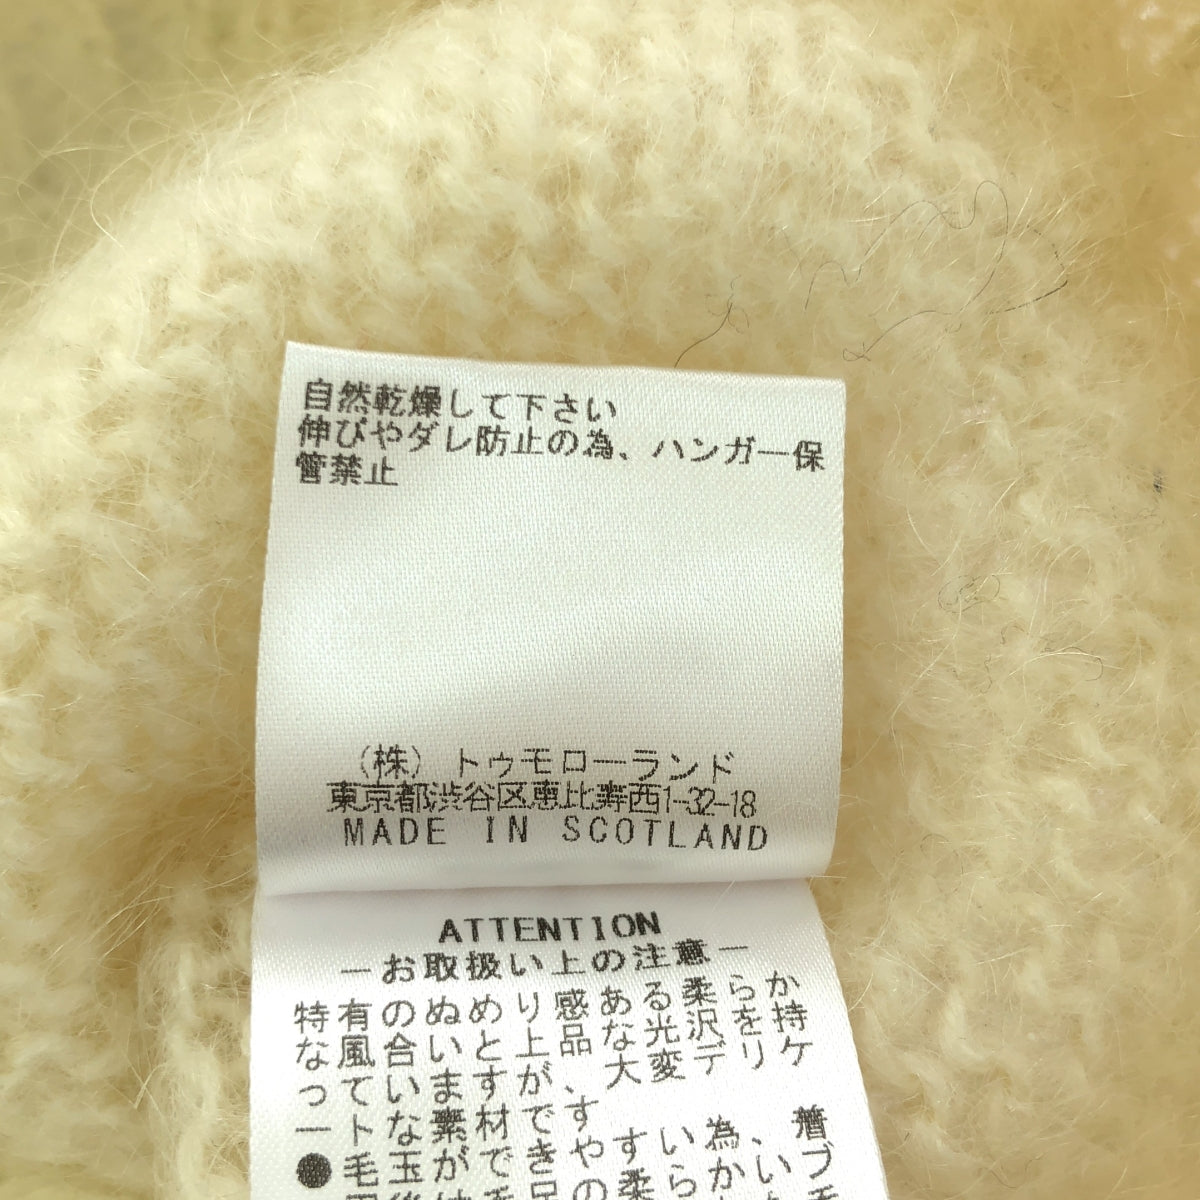 自然乾燥して下さい
伸びやダレ防止の為、ハンガー保
管禁止
(株)トゥモローランド
東京都渋谷区恵比寿西1-32-18
MADE IN SCOTLAND
ATTENTION
―お取扱い上の注意―
特有のぬめり感ある柔らか
な風合いと上品な光沢を持
っていますが、大変デリケ
ートな素材です
●毛玉ができやすい為、着